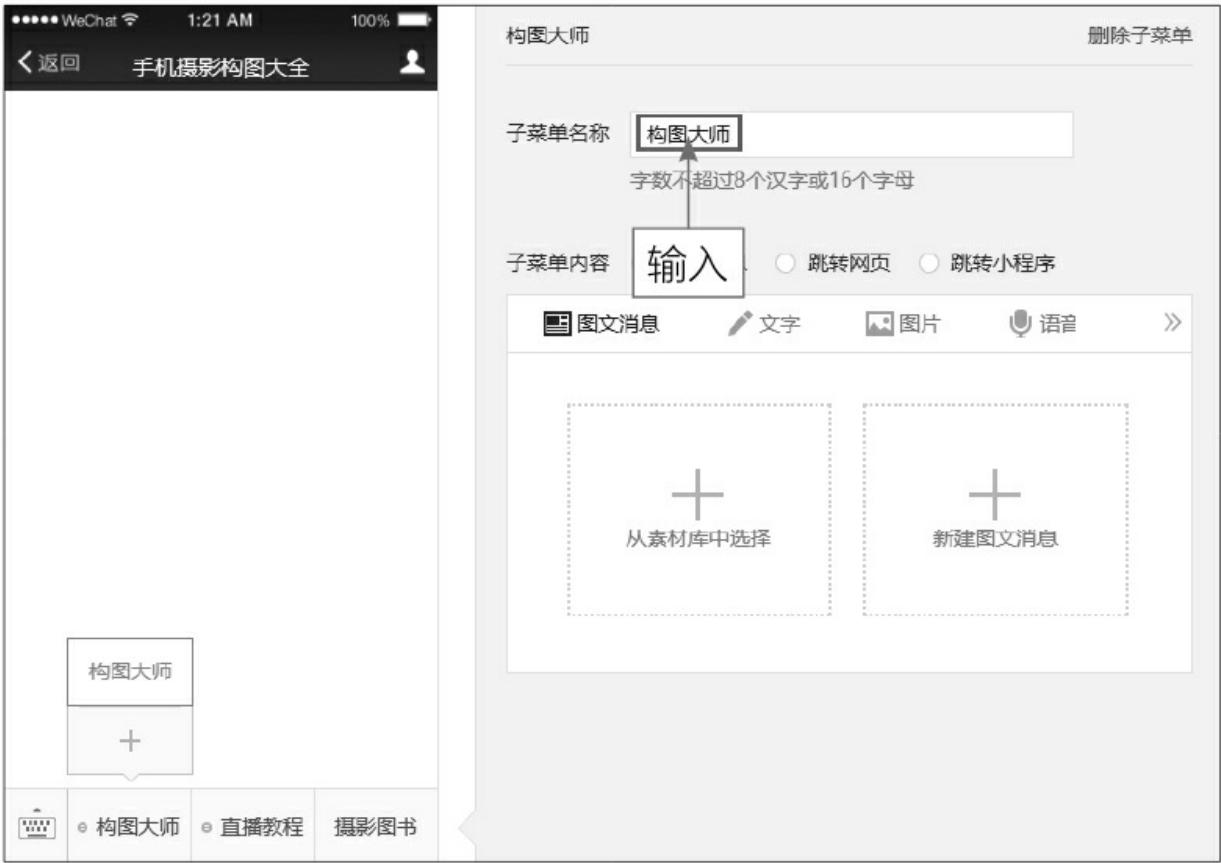 WeChat 1:21 AM 100%
返回 手机摄影构图大全
构图大师
构图大师 直播教程 摄影图书
构图大师 删除子菜单
子菜单名称 构图大师
字数不超过8个汉字或16个字母
输入
子菜单内容 跳转网页 跳转小程序
图文消息 文字 图片 语音
从素材库中选择 新建图文消息